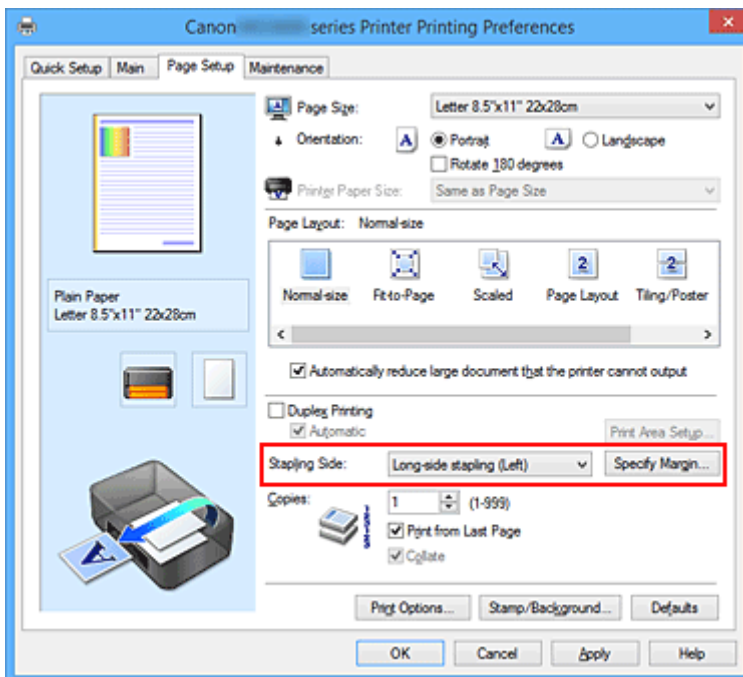 Canon series Printer Printing Preferences
Quick Setup Main Page Setup Maintenance
Page Size: Letter 8.5"x11" 22x28cm
Orientation: A Portrait A Landscape
Rotate 180 degrees
Printer Paper Size: Same as Page Size
Page Layout: Normal-size
2 2
Normal-size Fit-to-Page Scaled Page Layout Tiling/Poster
Plain Paper
Letter 8.5"x11" 22x28cm
Automatically reduce large document that the printer cannot output
Duplex Printing
Automatic Print Area Setup...
Stapling Side: Long-side stapling (Left) Specify Margin...
Copies: 1 (1-999)
Print from Last Page
Collate
A
Print Options... Stamp/Background... Defaults
OK Cancel Apply Help